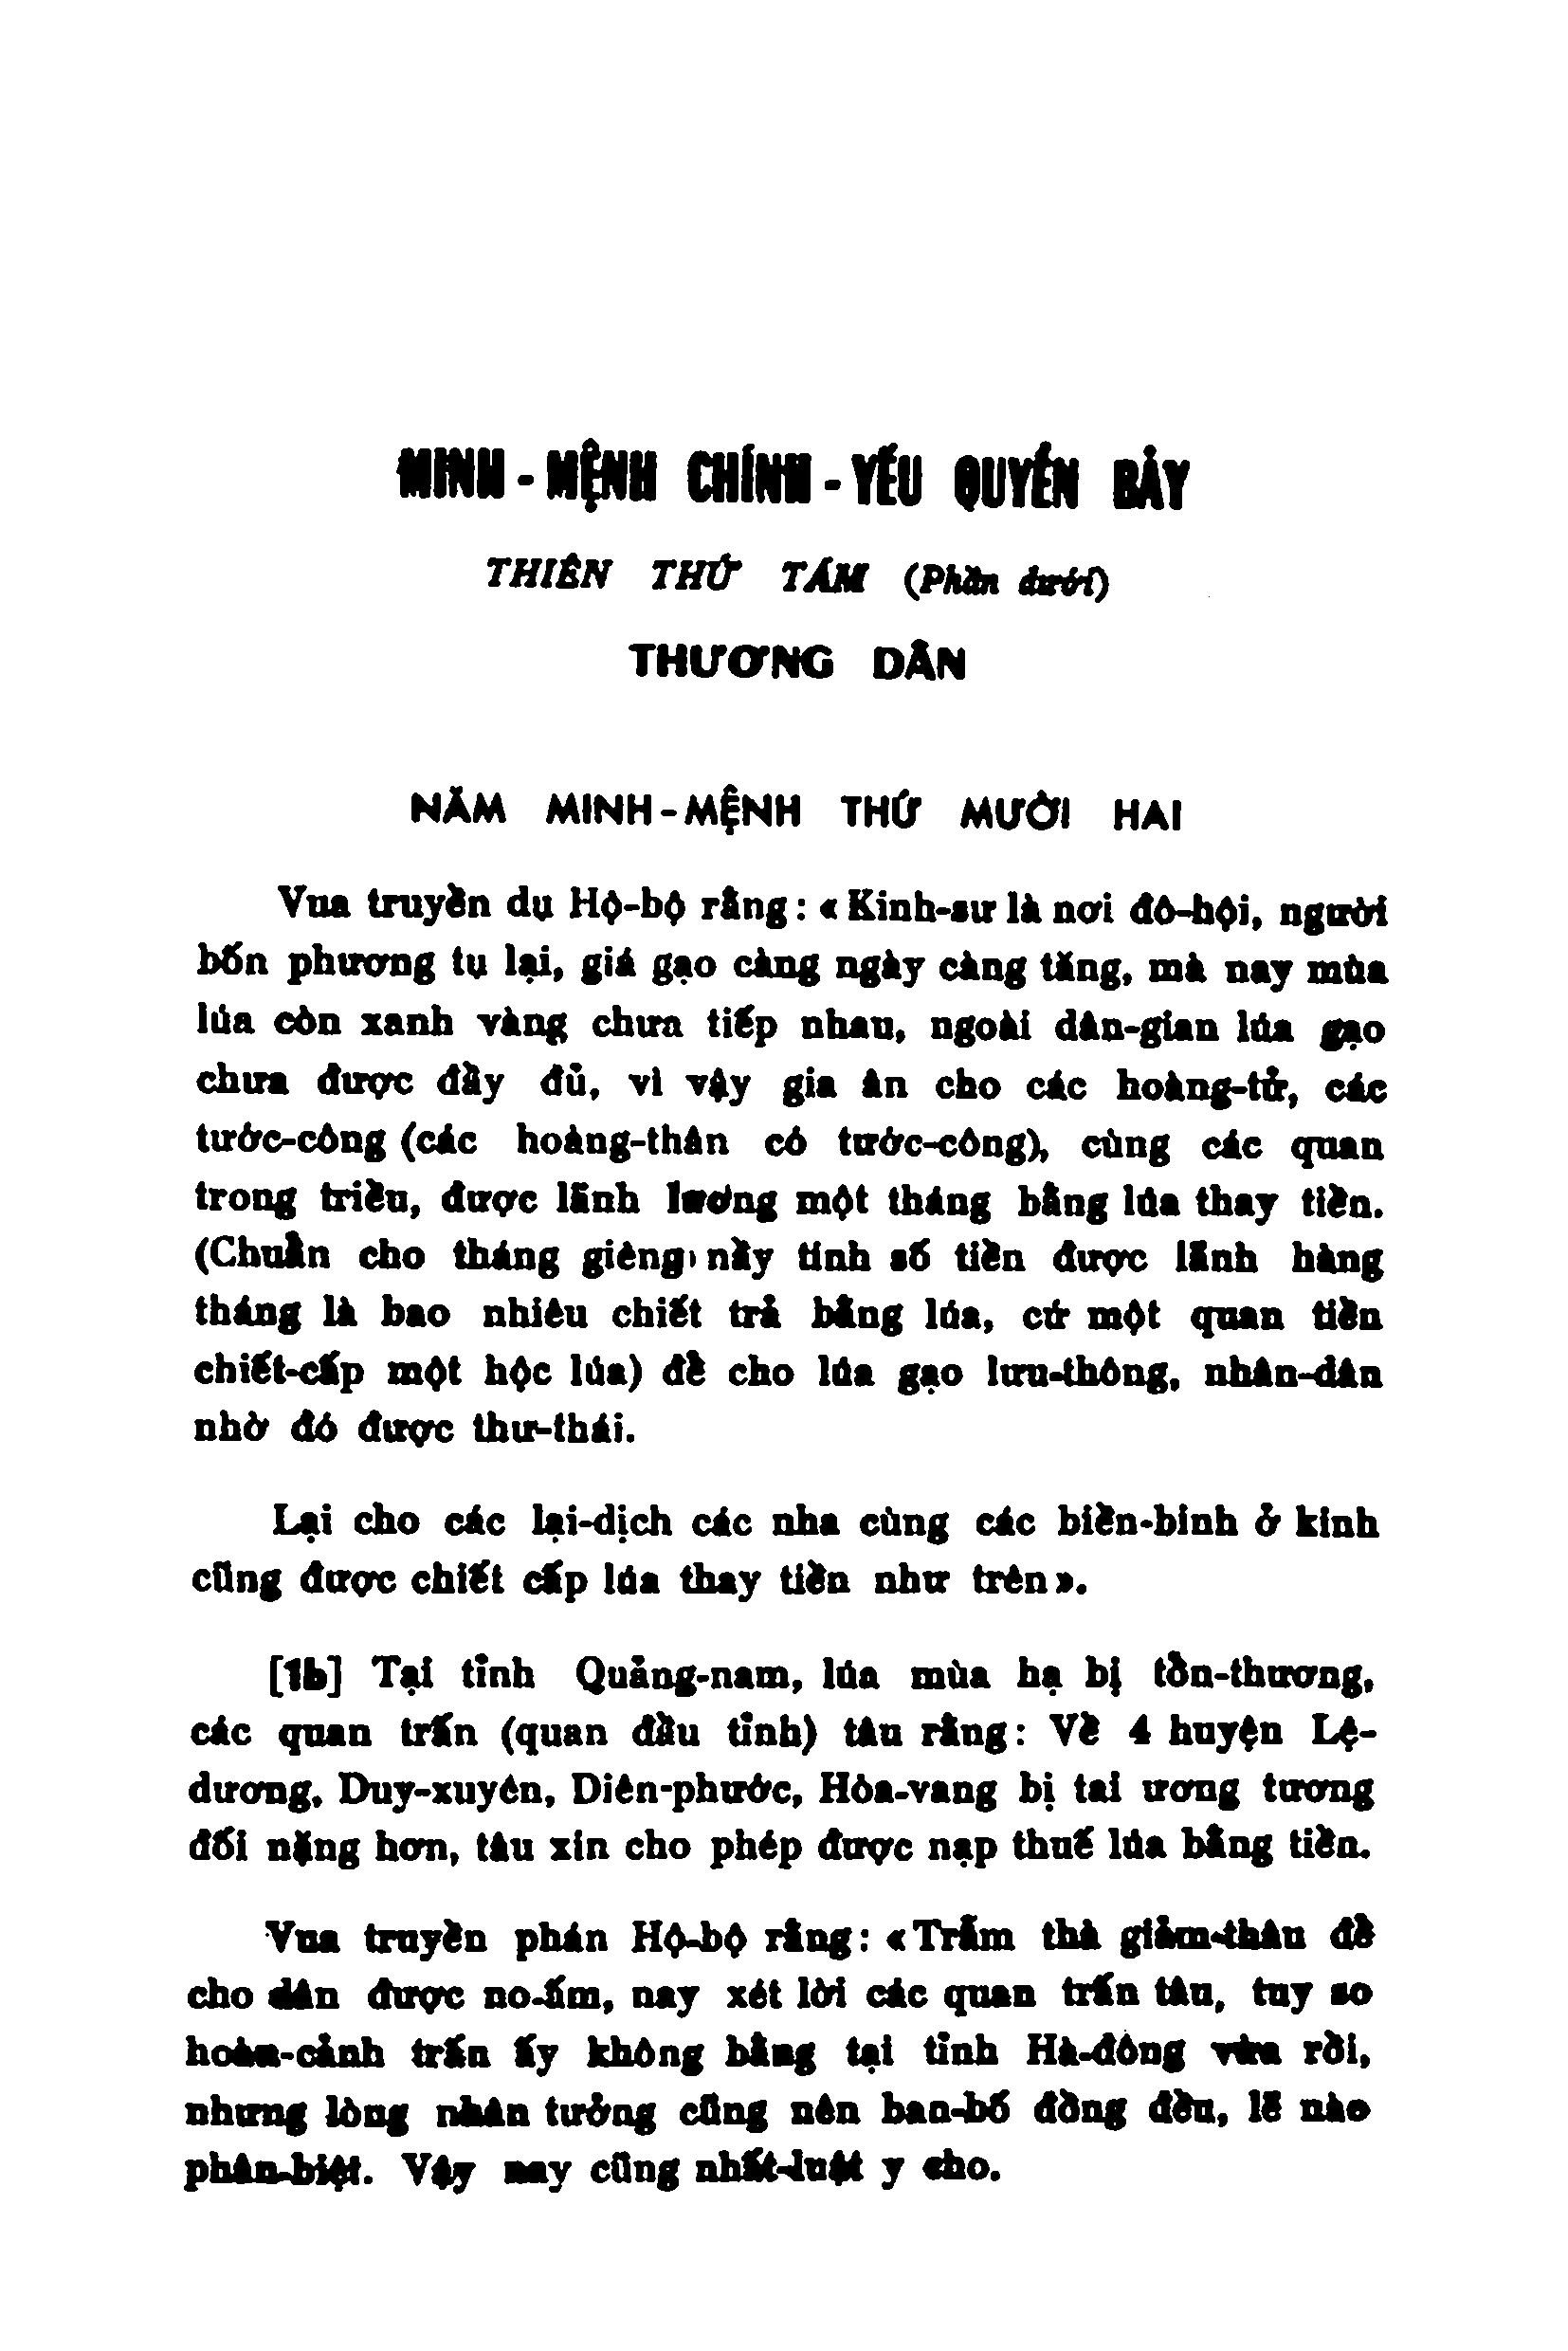 MINH-MỆNH CHÍNH-YẾU QUYỂN BẢY
THIÊN THỨ TÁM (Phần dưới)
THƯƠNG DÂN
NĂM MINH-MỆNH THỨ MƯỜI HAI
Vua truyền dụ Hộ-bộ rằng: «Kinh-sư là nơi đô-hội, người
bốn phương tụ lại, giá gạo càng ngày càng tăng, mà nay mùa
lúa còn xanh vàng chưa tiếp nhau, ngoài dân-gian lúa gạo
chưa được đầy đủ, vì vậy gia ân cho các hoàng-tử, các
tước-công (các hoàng-thân có tước-công), cùng các quan
trong triều, được lãnh lương một tháng bằng lúa thay tiền.
(Chuẩn cho tháng giêng nầy tính số tiền được lãnh hàng
tháng là bao nhiêu chiết trả bằng lúa, cứ một quan tiền
chiết-cấp một hộc lúa) để cho lúa gạo lưu-thông, nhân-dân
nhờ đó được thư-thái.
Lại cho các lại-dịch các nha cùng các biền-binh ở kinh
cũng được chiết cấp lúa thay tiền như trên».
[1b] Tại tỉnh Quảng-nam, lúa mùa hạ bị tổn-thương,
các quan trấn (quan đầu tỉnh) tâu rằng: Về 4 huyện Lệ-
dương, Duy-xuyên, Diên-phước, Hòa-vang bị tai ương tương
đối nặng hơn, tâu xin cho phép được nạp thuế lúa bằng tiền.
Vua truyền phán Hộ-bộ rằng: «Trẫm thà giảm-thâu để
cho dân được no-ấm, nay xét lời các quan trấn tâu, tuy so
hoàn-cảnh trấn ấy không bằng tại tỉnh Hà-đông vừa rồi,
nhưng lòng nhân tưởng cũng nên ban-bố đồng đều, lẽ nào
phân-biệt. Vậy nay cũng nhất-luật y cho.